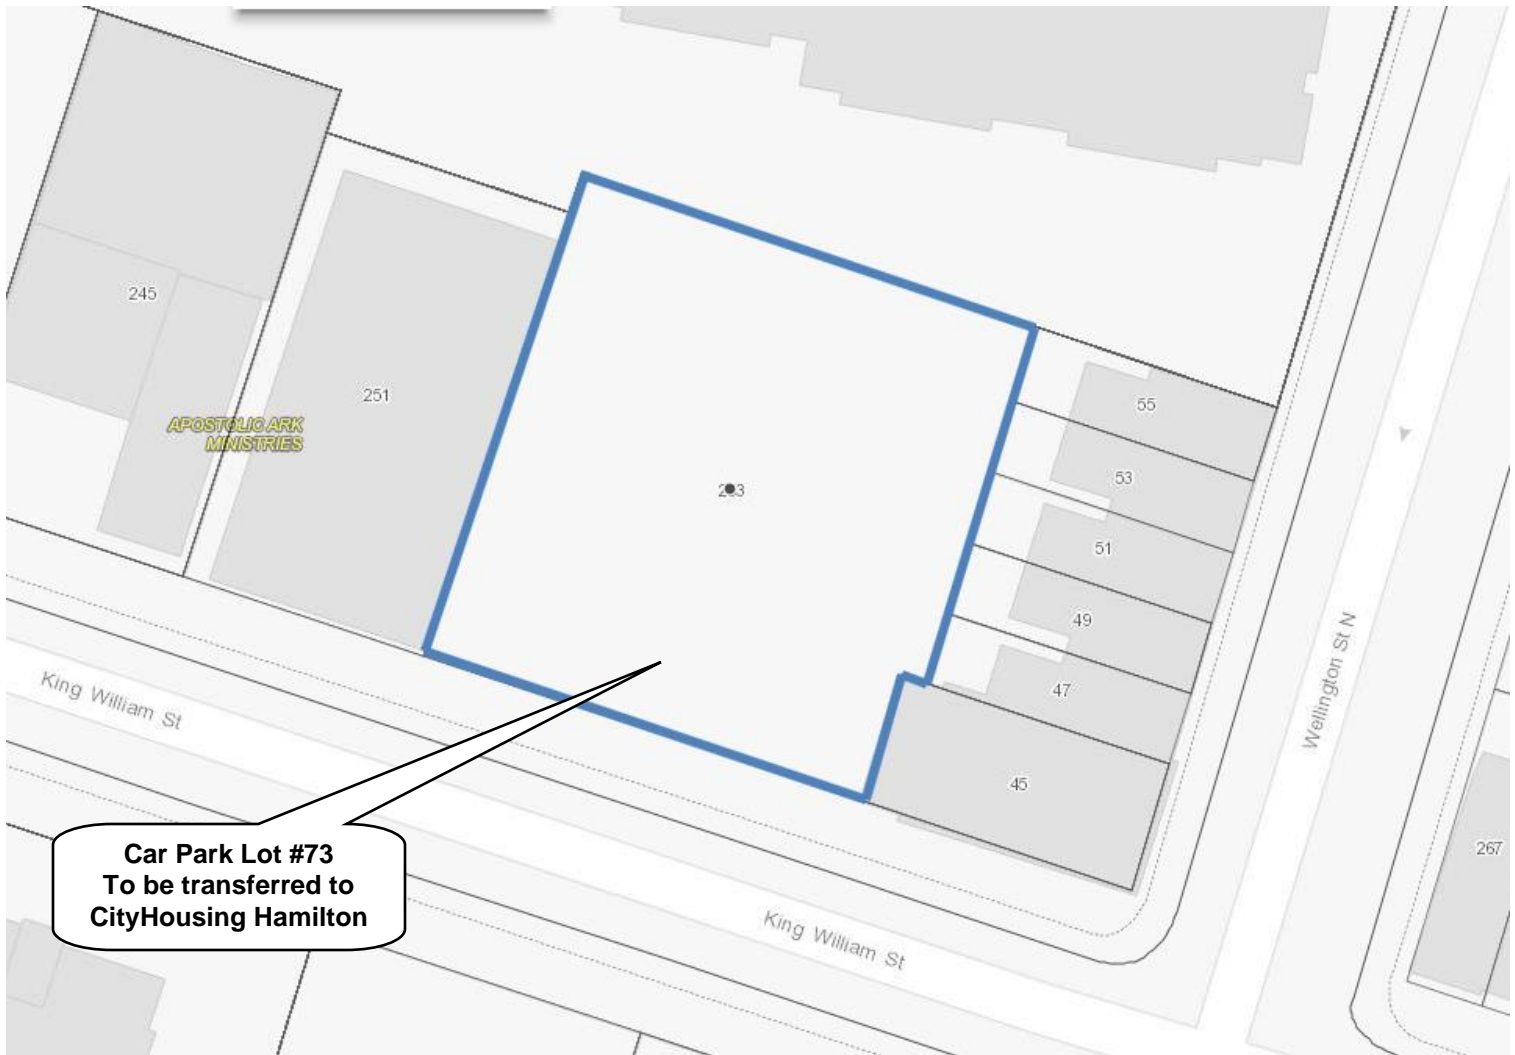 245
251
APOSTOLIC ARK
MINISTRIES
55
53
51
49
47
45
267
Wellington St N
King William St
King William St
Car Park Lot #73
To be transferred to
CityHousing Hamilton